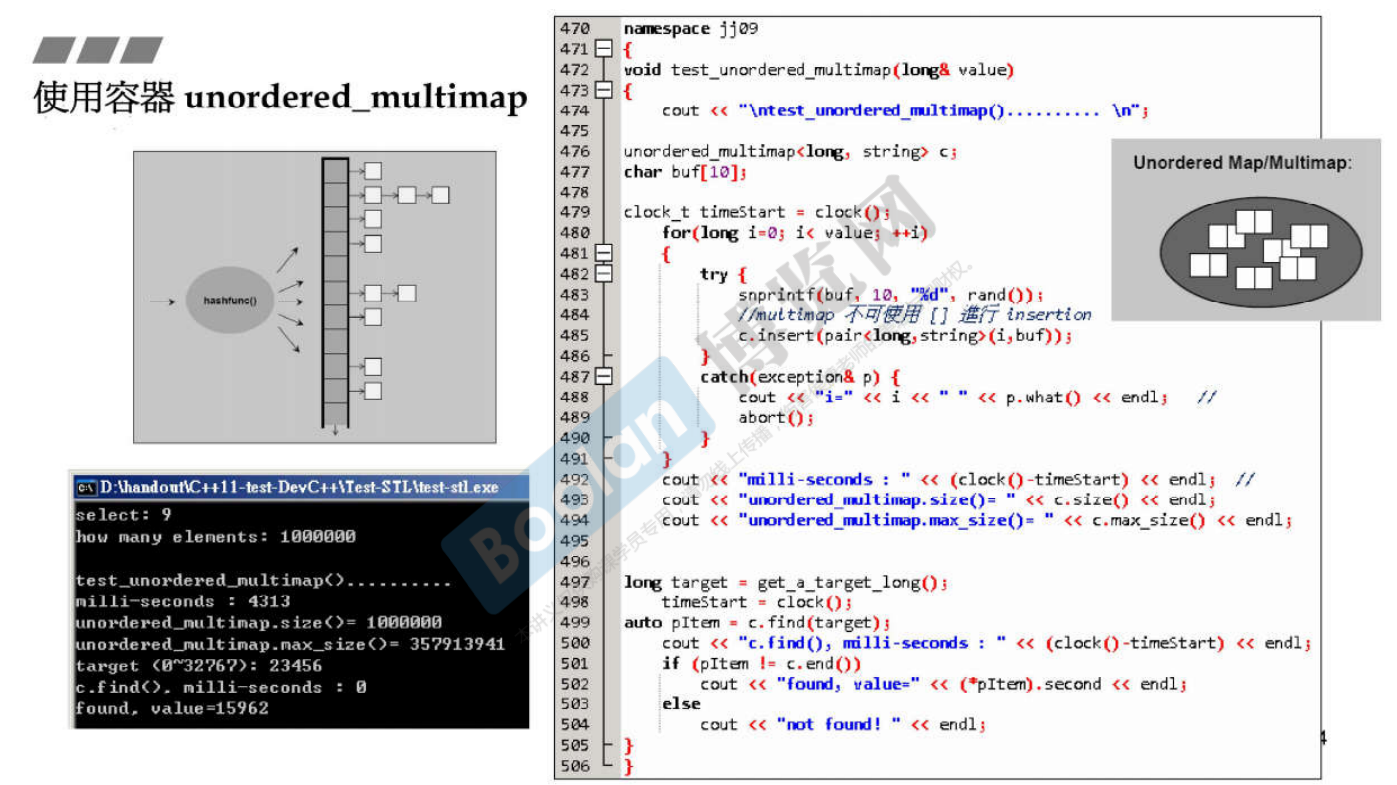 使用容器 unordered_multimap
hashfunc()
D:\handout\C++11-test-DevC++\Test-STL\test-stl.exe
select: 9
how many elements: 1000000
test_unordered_multimap()..........
milli-seconds : 4313
unordered_multimap.size()= 1000000
unordered_multimap.max_size()= 357913941
target (0~32767): 23456
c.find(), milli-seconds : 0
found, value=15962
470 namespace jj09
471 {
472 void test_unordered_multimap(long& value)
473 {
474 cout << "\ntest_unordered_multimap().......... \n";
475
476 unordered_multimap<long, string> c;
477 char buf[10];
478
479 clock_t timeStart = clock();
480 for(long i=0; i< value; ++i)
481 {
482 try {
483 snprintf(buf, 10, "%d", rand());
484 //multimap 不可使用 [] 進行 insertion
485 c.insert(pair<long,string>(i,buf));
486 }
487 catch(exception& p) {
488 cout << "i=" << i << " " << p.what() << endl; //
489 abort();
490 }
491 }
492 cout << "milli-seconds : " << (clock()-timeStart) << endl; //
493 cout << "unordered_multimap.size()= " << c.size() << endl;
494 cout << "unordered_multimap.max_size()= " << c.max_size() << endl;
495
496
497 long target = get_a_target_long();
498 timeStart = clock();
499 auto pItem = c.find(target);
500 cout << "c.find(), milli-seconds : " << (clock()-timeStart) << endl;
501 if (pItem != c.end())
502 cout << "found, value=" << (*pItem).second << endl;
503 else
504 cout << "not found! " << endl;
505 }
506 }
Unordered Map/Multimap:
Boolan 博览网
4